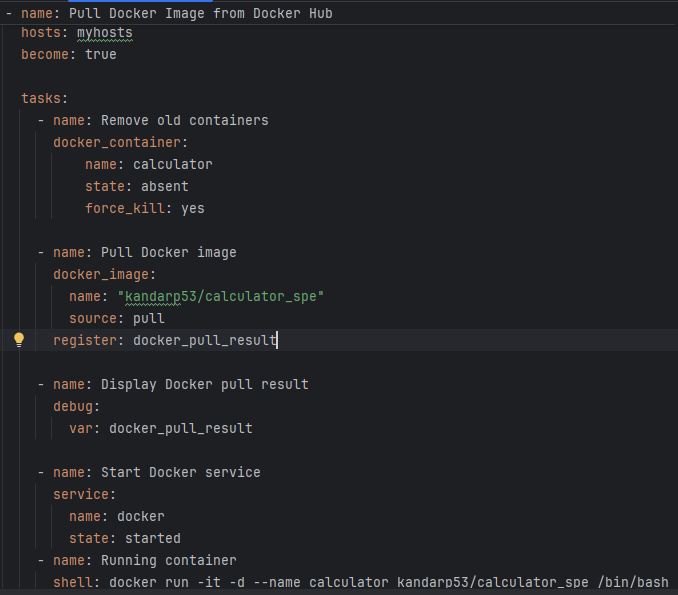 - name: Pull Docker Image from Docker Hub
  hosts: myhosts
  become: true

  tasks:
    - name: Remove old containers
      docker_container:
          name: calculator
          state: absent
          force_kill: yes

    - name: Pull Docker image
      docker_image:
        name: "kandarp53/calculator_spe"
        source: pull
      register: docker_pull_result

    - name: Display Docker pull result
      debug:
        var: docker_pull_result

    - name: Start Docker service
      service:
        name: docker
        state: started
    - name: Running container
      shell: docker run -it -d --name calculator kandarp53/calculator_spe /bin/bash